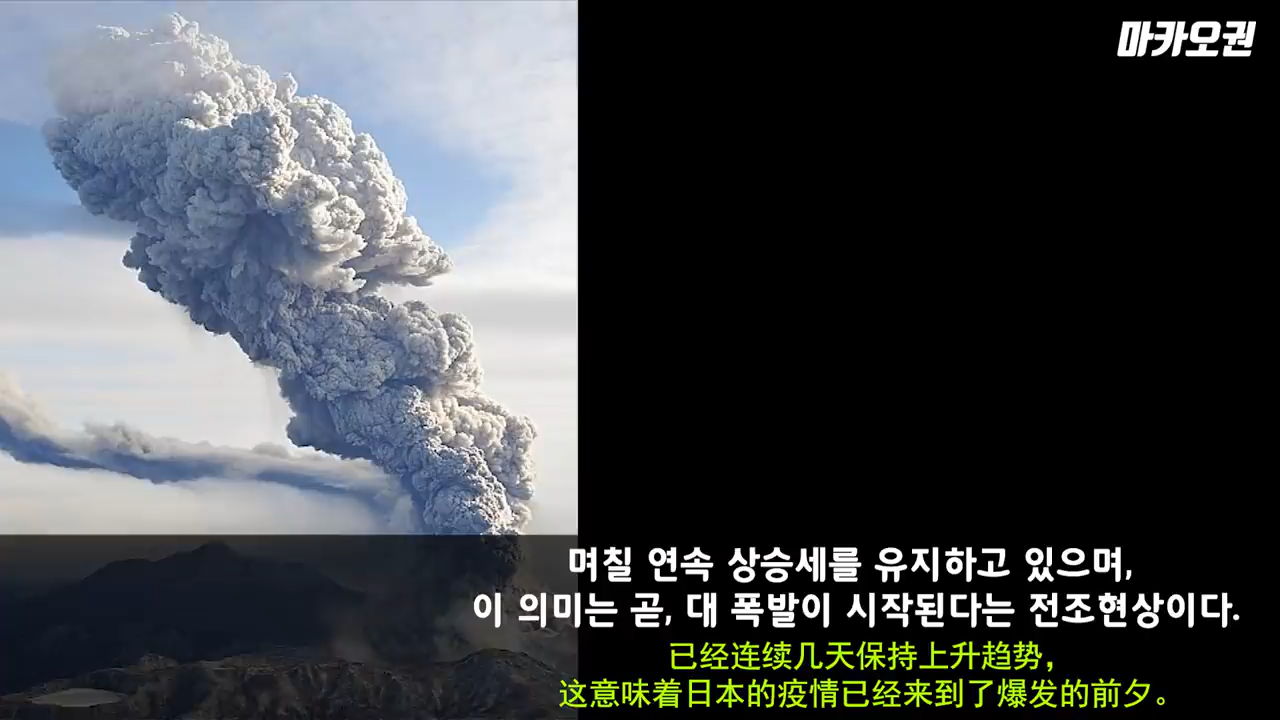 마카오권
며칠 연속 상승세를 유지하고 있으며,
이 의미는 곧, 대 폭발이 시작된다는 전조현상이다.
已经连续几天保持上升趋势，
这意味着日本的疫情已经来到了爆发的前夕。